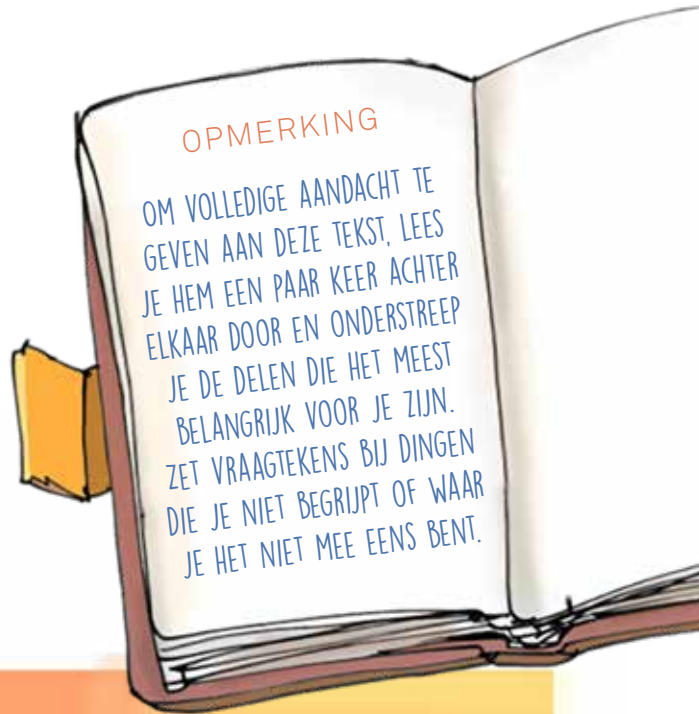 OPMERKING
OM VOLLEDIGE AANDACHT TE
GEVEN AAN DEZE TEKST, LEES
JE HEM EEN PAAR KEER ACHTER
ELKAAR DOOR EN ONDERSTREEP
JE DE DELEN DIE HET MEEST
BELANGRIJK VOOR JE ZIJN.
ZET VRAAGTEKENS BIJ DINGEN
DIE JE NIET BEGRIJPT OF WAAR
JE HET NIET MEE EENS BENT.